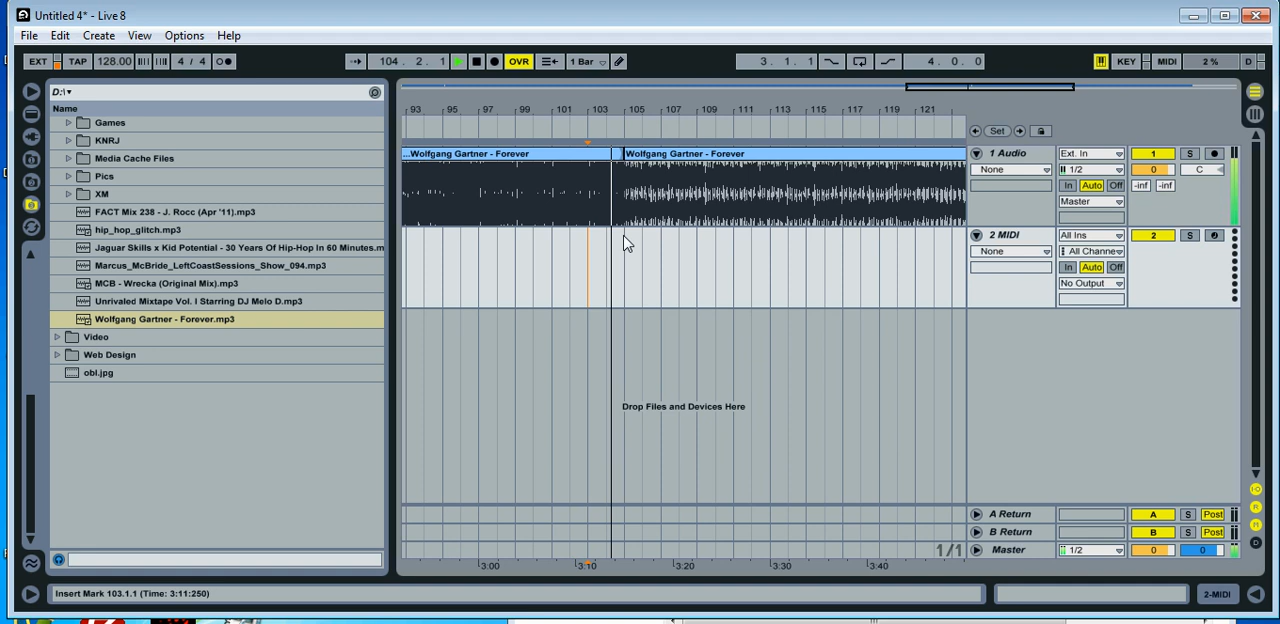 Untitled 4* - Live 8
File Edit Create View Options Help
EXT TAP 128.00 4 / 4 104. 2. 1 OVR 1 Bar 3. 1. 1 4. 0. 0 KEY MIDI 2 % D
D:\
Name
Games
KNRJ
Media Cache Files
Pics
XM
FACT Mix 238 - J. Rocc (Apr '11).mp3
hip_hop_glitch.mp3
Jaguar Skills x Kid Potential - 30 Years Of Hip-Hop In 60 Minutes.m
Marcus_McBride_LeftCoastSessions_Show_094.mp3
MCB - Wrecka (Original Mix).mp3
Unrivaled Mixtape Vol. I Starring DJ Melo D.mp3
Wolfgang Gartner - Forever.mp3
Video
Web Design
obl.jpg
93 95 97 99 101 103 105 107 109 111 113 115 117 119 121
Set
...Wolfgang Gartner - Forever Wolfgang Gartner - Forever
1 Audio Ext. In 1 S
None 1/2 0 C
In Auto Off -inf -inf
Master
2 MIDI All Ins 2 S
None All Channe
In Auto Off
No Output
Drop Files and Devices Here
A Return A S Post
B Return B S Post
1/1 Master 1/2 0 0
3:00 3:10 3:20 3:30 3:40
I·O
R
M
D
Insert Mark 103.1.1 (Time: 3:11:250)
2-MIDI